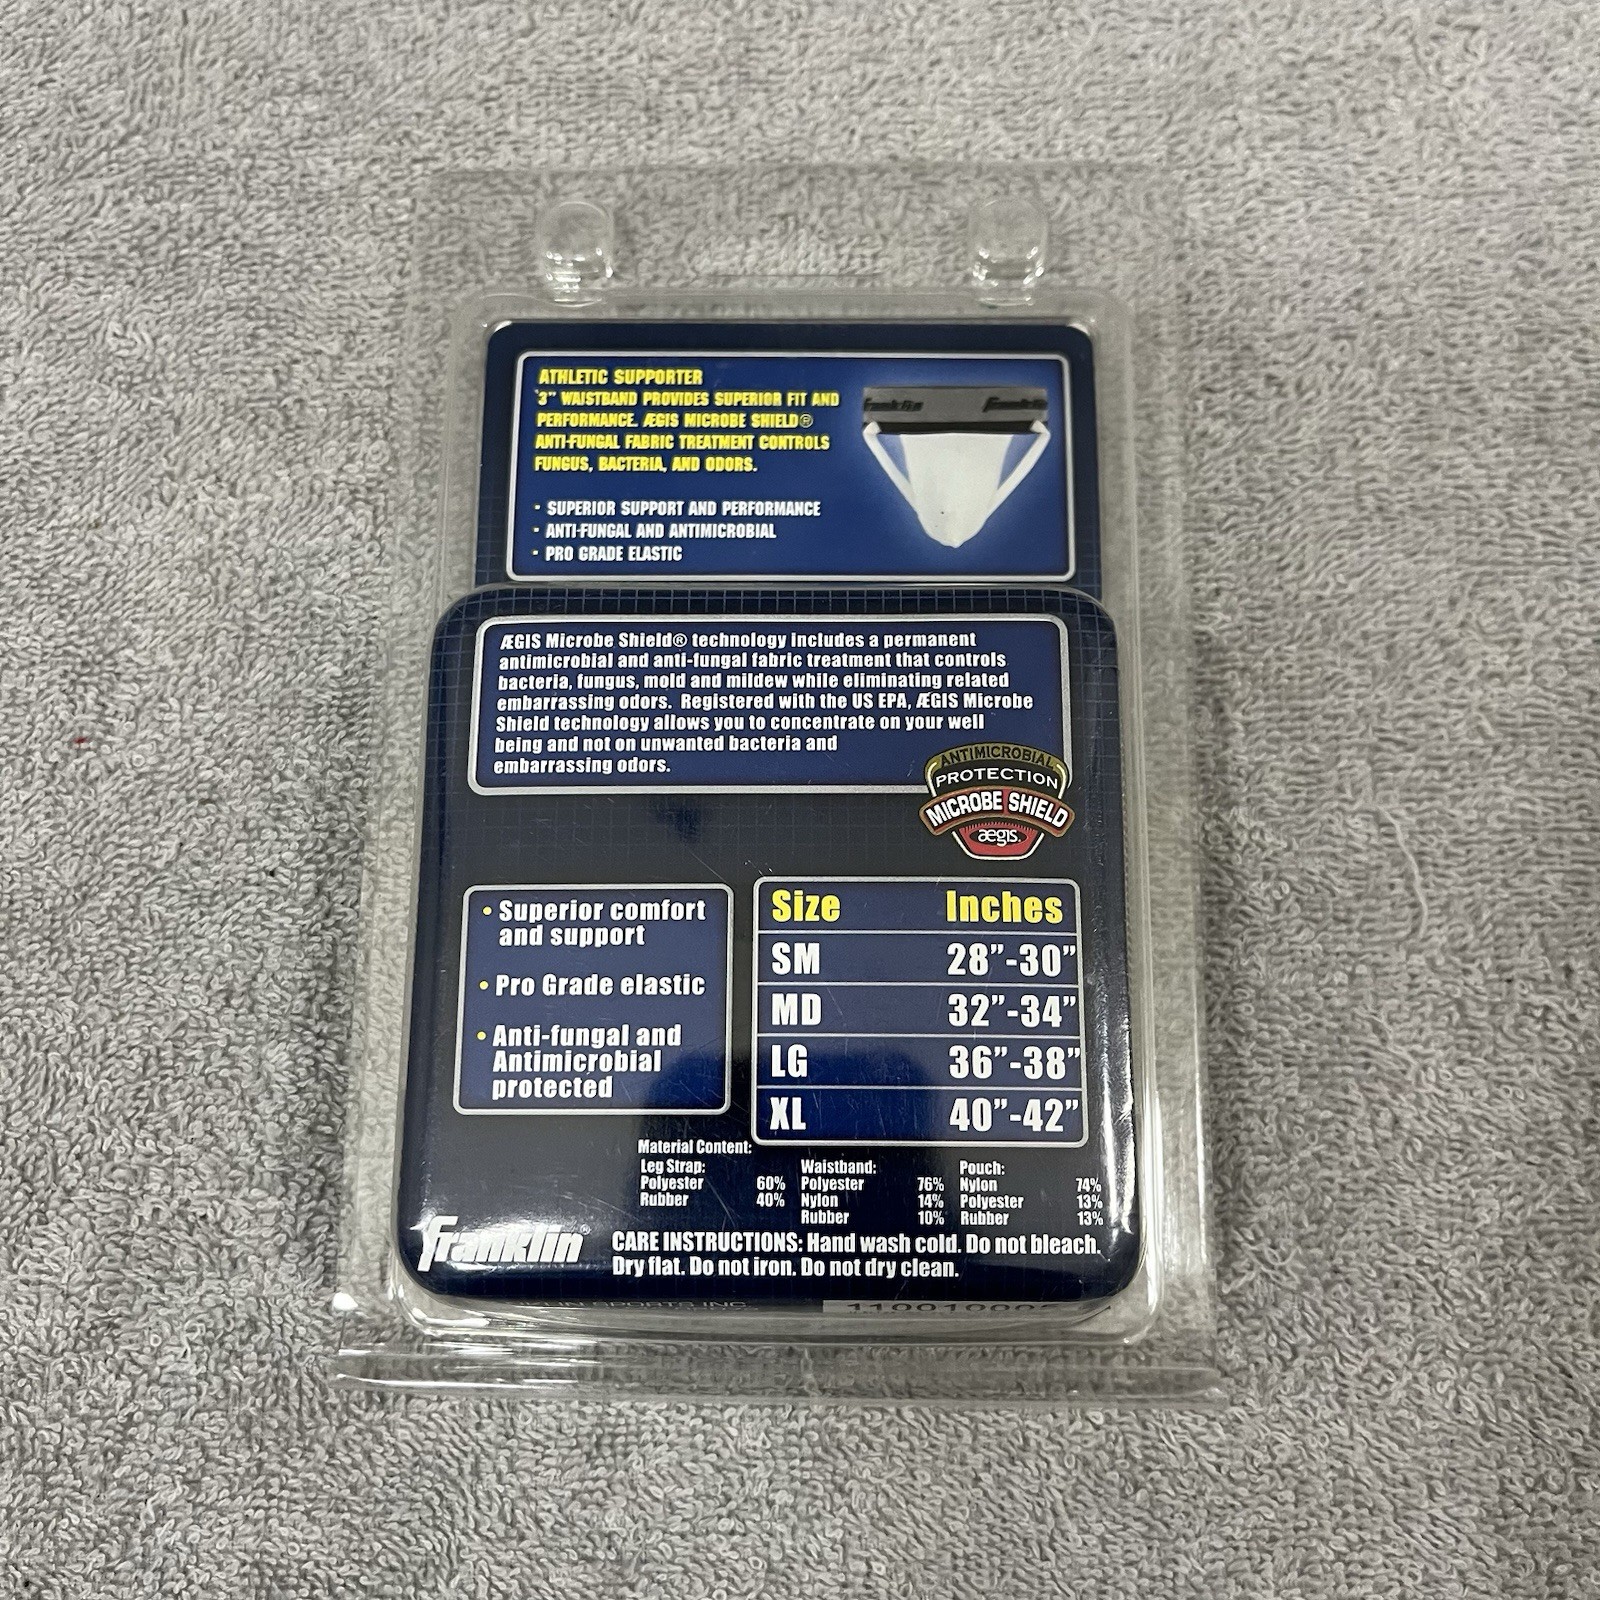 ATHLETIC SUPPORTER
3" WAISTBAND PROVIDES SUPERIOR FIT AND
PERFORMANCE. ÆGIS MICROBE SHIELD®
ANTI-FUNGAL FABRIC TREATMENT CONTROLS
FUNGUS, BACTERIA, AND ODORS.
• SUPERIOR SUPPORT AND PERFORMANCE
• ANTI-FUNGAL AND ANTIMICROBIAL
• PRO GRADE ELASTIC
Franklin Franklin
ÆGIS Microbe Shield® technology includes a permanent
antimicrobial and anti-fungal fabric treatment that controls
bacteria, fungus, mold and mildew while eliminating related
embarrassing odors. Registered with the US EPA, ÆGIS Microbe
Shield technology allows you to concentrate on your well
being and not on unwanted bacteria and
embarrassing odors.
ANTIMICROBIAL
PROTECTION
MICROBE SHIELD
ægis.
• Superior comfort
and support
• Pro Grade elastic
• Anti-fungal and
Antimicrobial
protected
Size Inches
SM 28"-30"
MD 32"-34"
LG 36"-38"
XL 40"-42"
Material Content:
Leg Strap: Waistband: Pouch:
Polyester 60% Polyester 76% Nylon 74%
Rubber 40% Nylon 14% Polyester 13%
Rubber 10% Rubber 13%
Franklin®
CARE INSTRUCTIONS: Hand wash cold. Do not bleach.
Dry flat. Do not iron. Do not dry clean.
SPORTS INC.